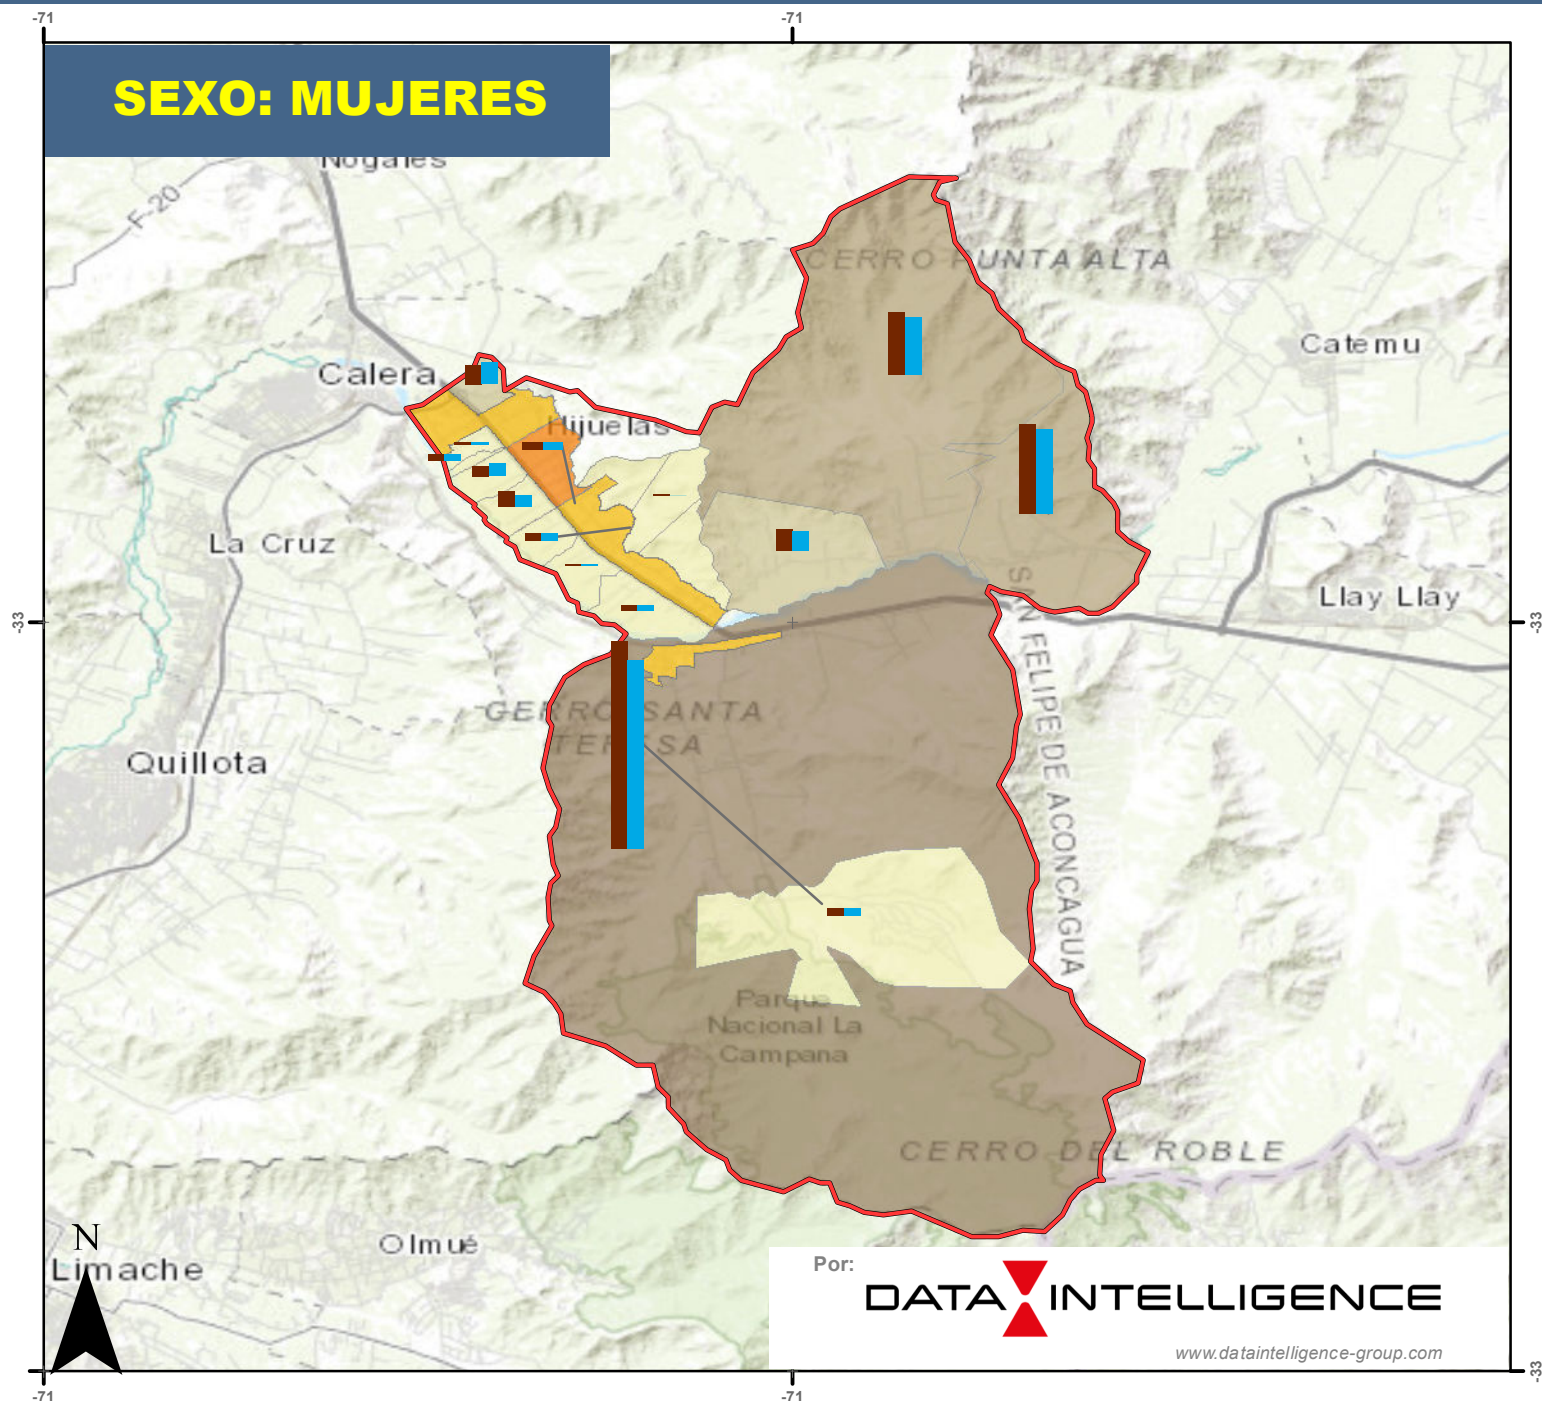 -71
-71
SEXO: MUJERES
Nogales
F-20
CERRO PUNTA ALTA
Catemu
Calera
Hijuelas
La Cruz
Llay Llay
-33
-33
SAN FELIPE DE ACONCAGUA
CERRO SANTA
TERESA
Quillota
Parque
Nacional La
Campana
CERRO DEL ROBLE
N
Olmué
Limache
Por:
DATA INTELLIGENCE
www.dataintelligence-group.com
-33
-71
-71